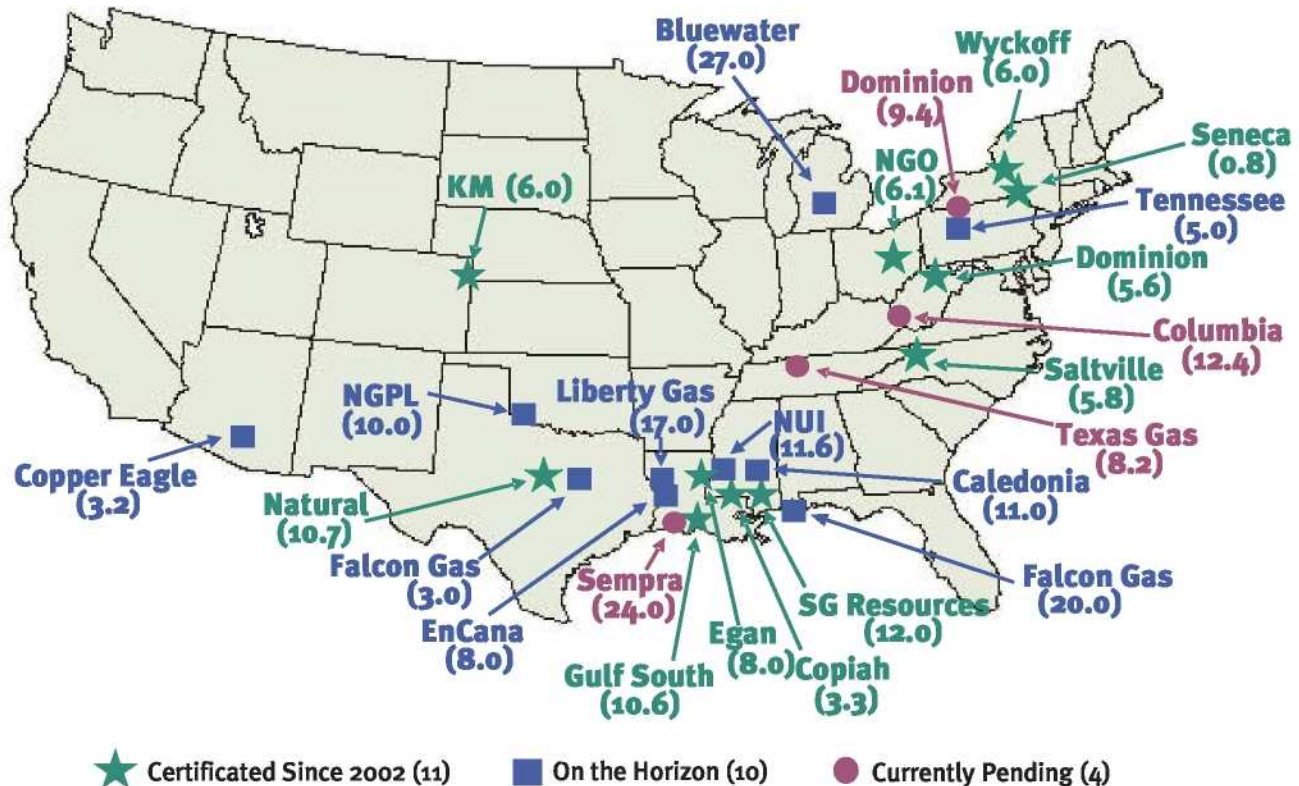 Bluewater
(27.0)
Wyckoff
(6.0)
Dominion
(9.4)
Seneca
(0.8)
NGO
(6.1)
KM (6.0)
Tennessee
(5.0)
Dominion
(5.6)
Columbia
(12.4)
Saltville
(5.8)
NGPL
(10.0)
Liberty Gas
(17.0)
NUI
(11.6)
Texas Gas
(8.2)
Copper Eagle
(3.2)
Natural
(10.7)
Caledonia
(11.0)
Falcon Gas
(3.0)
Sempra
(24.0)
Falcon Gas
(20.0)
SG Resources
(12.0)
EnCana
(8.0)
Egan
(8.0)
Copiah
(3.3)
Gulf South
(10.6)
Certificated Since 2002 (11)
On the Horizon (10)
Currently Pending (4)